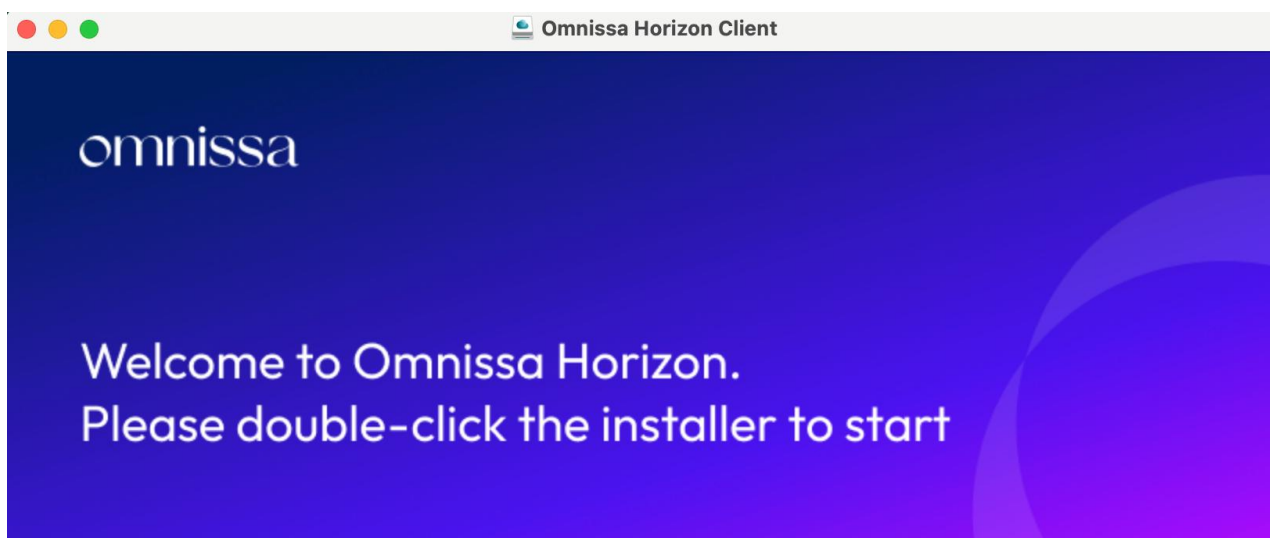 Omnissa Horizon Client
omnissa
Welcome to Omnissa Horizon.
Please double-click the installer to start